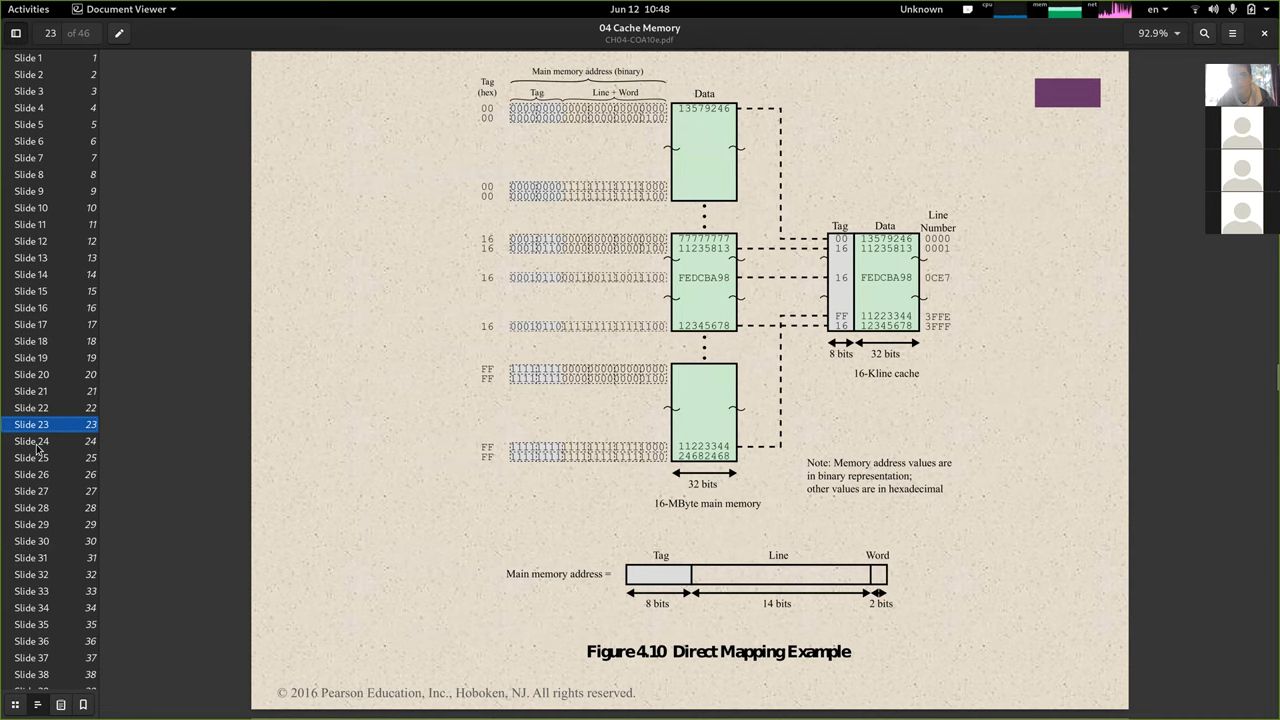 Activities
Document Viewer
Jun 12 10:48
Unknown
cpu
mem
net
en
23 of 46
04 Cache Memory
CH04-COA10e.pdf
92.9%
Slide 1 1
Slide 2 2
Slide 3 3
Slide 4 4
Slide 5 5
Slide 6 6
Slide 7 7
Slide 8 8
Slide 9 9
Slide 10 10
Slide 11 11
Slide 12 12
Slide 13 13
Slide 14 14
Slide 15 15
Slide 16 16
Slide 17 17
Slide 18 18
Slide 19 19
Slide 20 20
Slide 21 21
Slide 22 22
Slide 23 23
Slide 24 24
Slide 25 25
Slide 26 26
Slide 27 27
Slide 28 28
Slide 29 29
Slide 30 30
Slide 31 31
Slide 32 32
Slide 33 33
Slide 34 34
Slide 35 35
Slide 36 36
Slide 37 37
Slide 38 38
Main memory address (binary)
Tag
(hex)
Tag
Line + Word
Data
00
00
13579246
00
00
16
16
77777777
11235813
16
FEDCBA98
16
12345678
FF
FF
FF
FF
11223344
24682468
32 bits
16-MByte main memory
Tag
Data
Line
Number
00 13579246 0000
16 11235813 0001
16 FEDCBA98 0CE7
FF 11223344 3FFE
16 12345678 3FFF
8 bits
32 bits
16-Kline cache
Note: Memory address values are
in binary representation;
other values are in hexadecimal
Tag
Line
Word
Main memory address =
8 bits
14 bits
2 bits
Figure 4.10 Direct Mapping Example
© 2016 Pearson Education, Inc., Hoboken, NJ. All rights reserved.